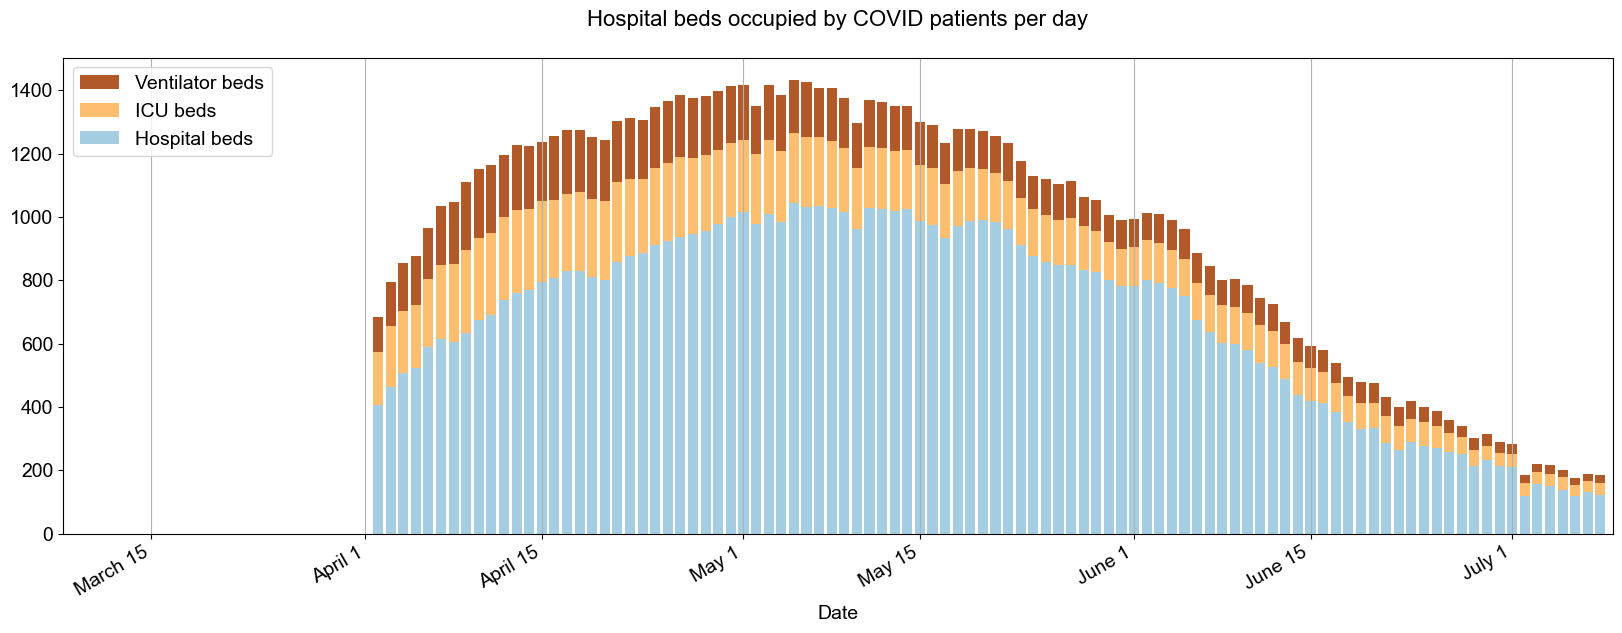 Hospital beds occupied by COVID patients per day
Ventilator beds
ICU beds
Hospital beds
1400
1200
1000
800
600
400
200
0
March 15
April 1
April 15
May 1
May 15
June 1
June 15
July 1
Date